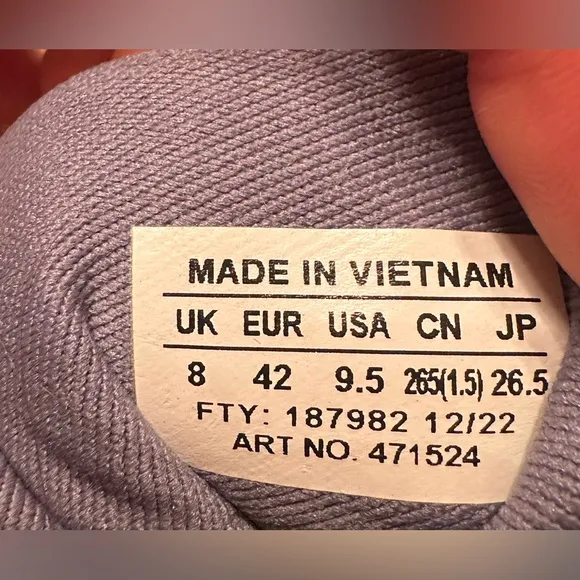 MADE IN VIETNAM
UK EUR USA CN JP
8 42 9.5 265(1.5) 26.5
FTY: 187982 12/22
ART NO. 471524